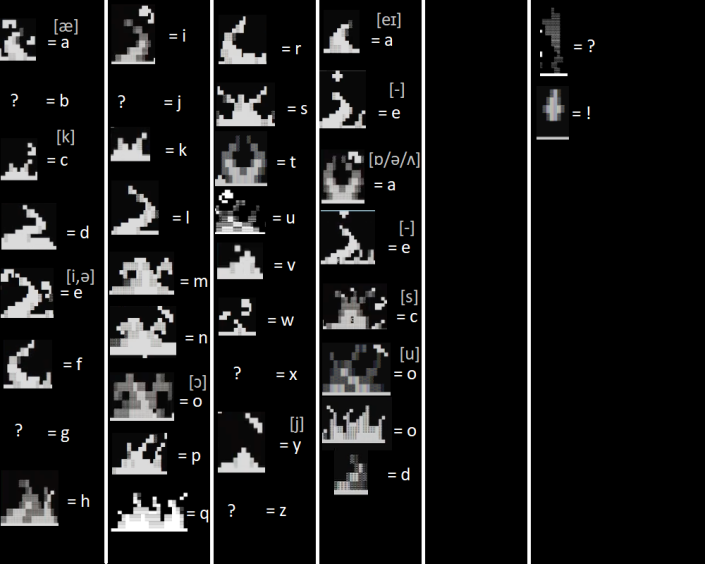 [æ]
= a
? = b
[k]
= c
= d
[i,ə]
= e
= f
? = g
= h
= i
? = j
= k
= l
= m
= n
[ɔ]
= o
= p
= q
= r
= s
= t
= u
= v
= w
? = x
[j]
= y
? = z
[eɪ]
= a
[-]
= e
[ɒ/ə/ʌ]
= a
[-]
= e
[s]
= c
[u]
= o
= o
= d
= ?
= !